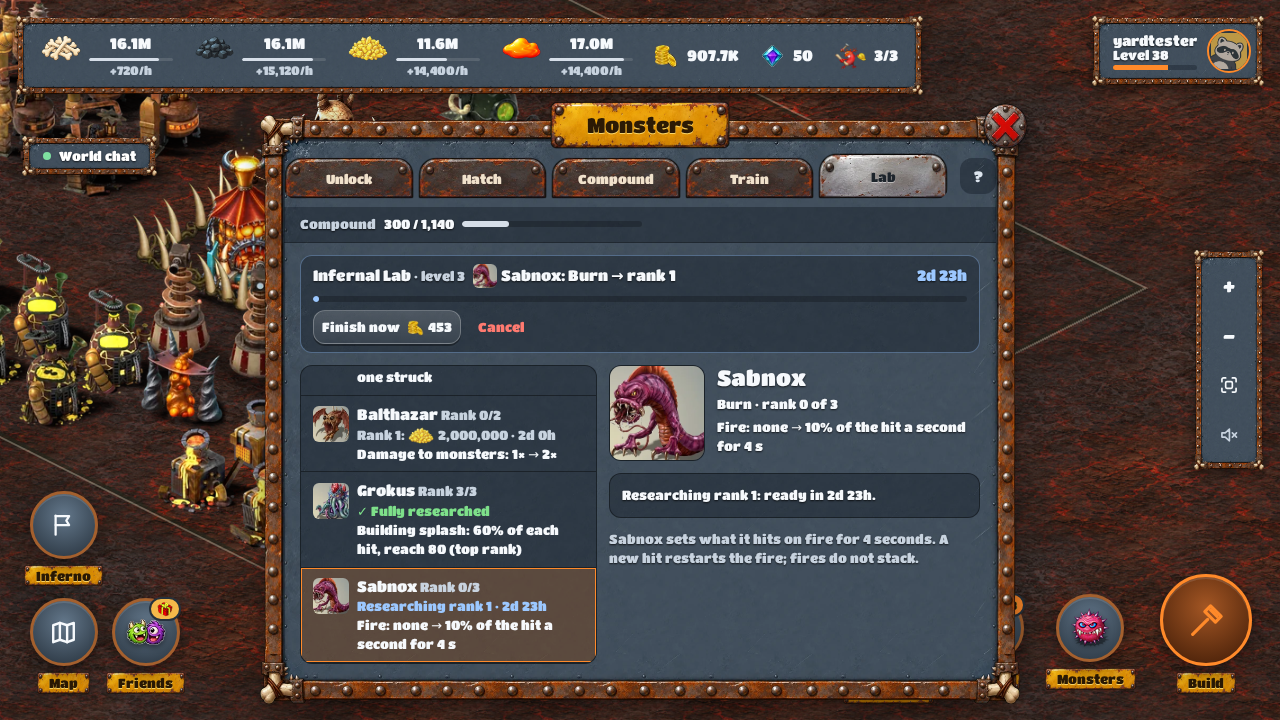 16.1M
+720/h
16.1M
+15,120/h
11.6M
+14,400/h
17.0M
+14,400/h
907.7K
50
3/3
yardtester
Level 38
World chat
Monsters
Unlock
Hatch
Compound
Train
Lab
?
Compound 300 / 1,140
Infernal Lab · level 3 Sabnox: Burn → rank 1
2d 23h
Finish now 453
Cancel
one struck
Balthazar Rank 0/2
Rank 1: 2,000,000 · 2d 0h
Damage to monsters: 1× → 2×
Grokus Rank 3/3
✓ Fully researched
Building splash: 60% of each
hit, reach 80 (top rank)
Sabnox Rank 0/3
Researching rank 1 · 2d 23h
Fire: none → 10% of the hit a
second for 4 s
Sabnox
Burn · rank 0 of 3
Fire: none → 10% of the hit a second
for 4 s
Researching rank 1: ready in 2d 23h.
Sabnox sets what it hits on fire for 4 seconds. A
new hit restarts the fire; fires do not stack.
Inferno
Map
Friends
Monsters
Build